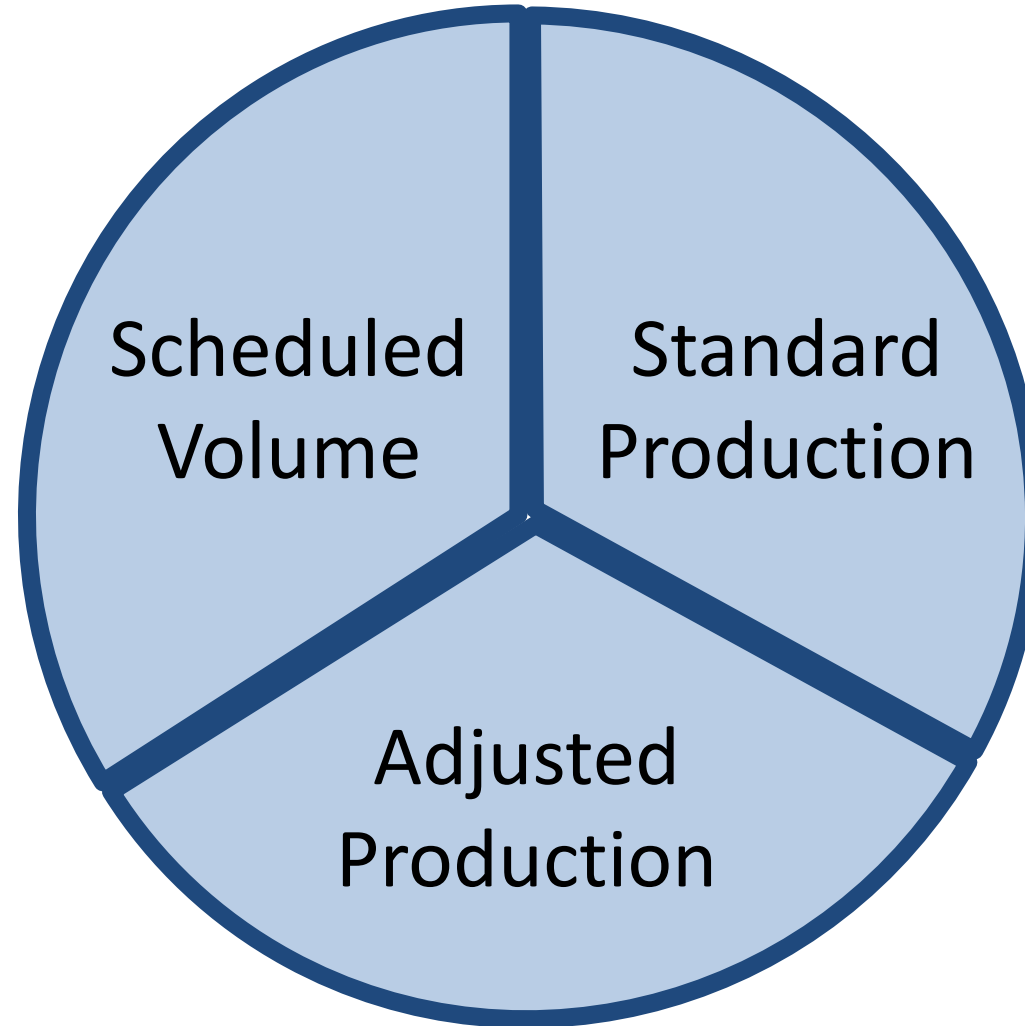 Scheduled
Volume
Standard
Production
Adjusted
Production